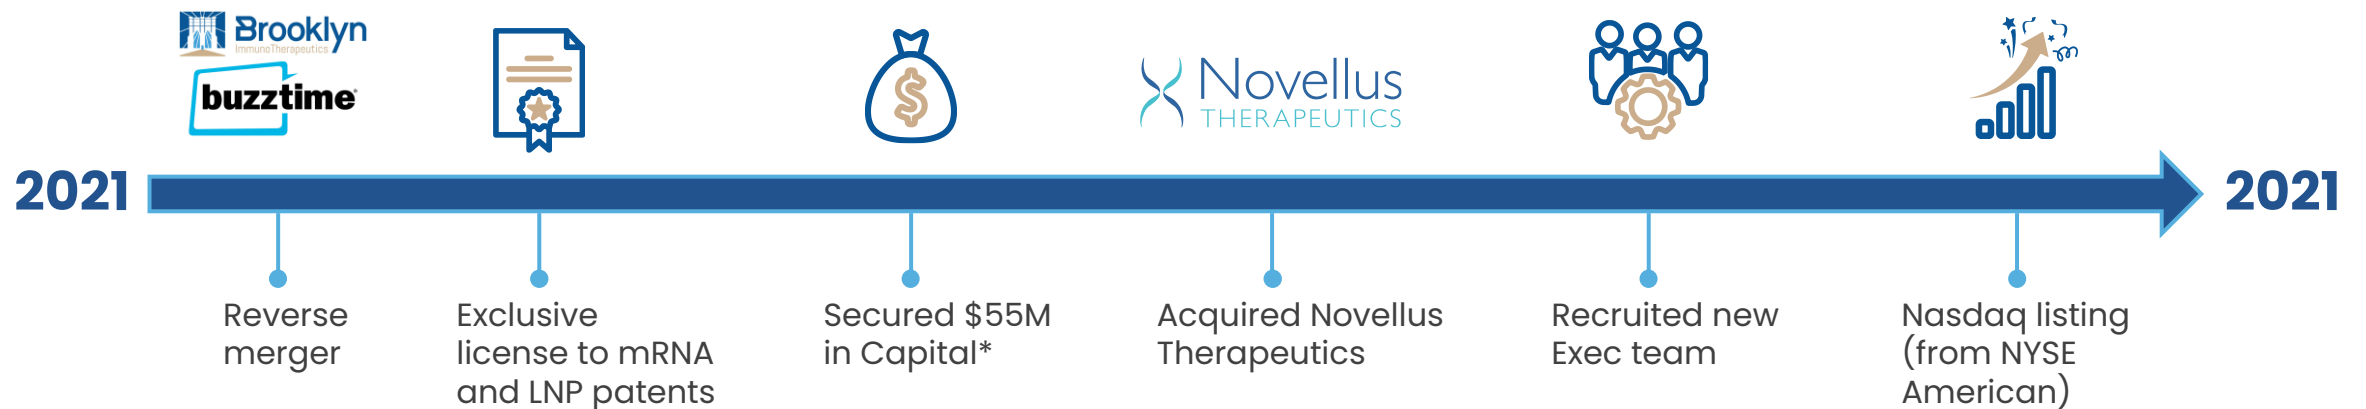 Brooklyn
ImmunoTherapeutics
buzztime
Novellus
THERAPEUTICS
2021
2021
Reverse
merger
Exclusive
license to mRNA
and LNP patents
Secured $55M
in Capital*
Acquired Novellus
Therapeutics
Recruited new
Exec team
Nasdaq listing
(from NYSE
American)